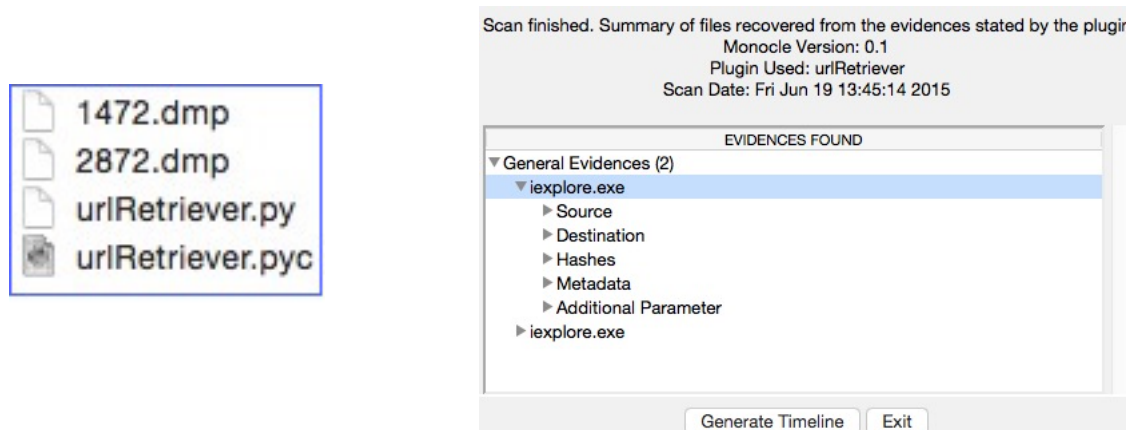 1472.dmp
2872.dmp
urlRetriever.py
urlRetriever.pyc
Scan finished. Summary of files recovered from the evidences stated by the plugin
Monocle Version: 0.1
Plugin Used: urlRetriever
Scan Date: Fri Jun 19 13:45:14 2015
EVIDENCES FOUND
General Evidences (2)
iexplore.exe
Source
Destination
Hashes
Metadata
Additional Parameter
iexplore.exe
Generate Timeline Exit